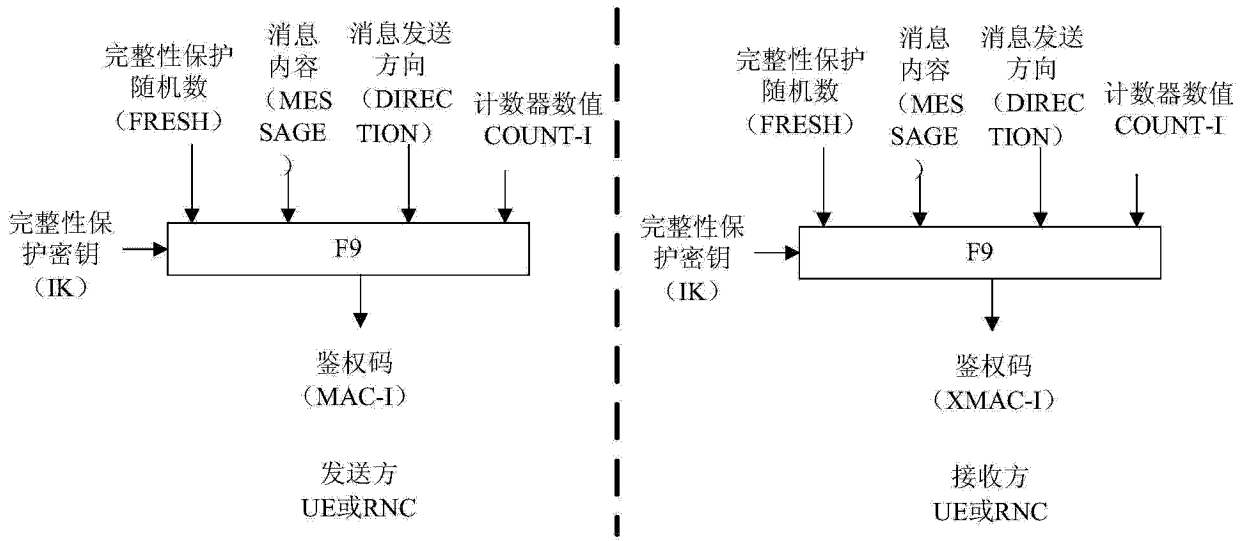 完整性保护
随机数
（FRESH）
消息
内容
（MES
SAGE
）
消息发送
方向
（DIREC
TION）
计数器数值
COUNT-I
完整性保
护密钥
（IK）
F9
鉴权码
（MAC-I）
发送方
UE或RNC
完整性保护
随机数
（FRESH）
消息
内容
（MES
SAGE
）
消息发送
方向
（DIREC
TION）
计数器数值
COUNT-I
完整性保
护密钥
（IK）
F9
鉴权码
（XMAC-I）
接收方
UE或RNC